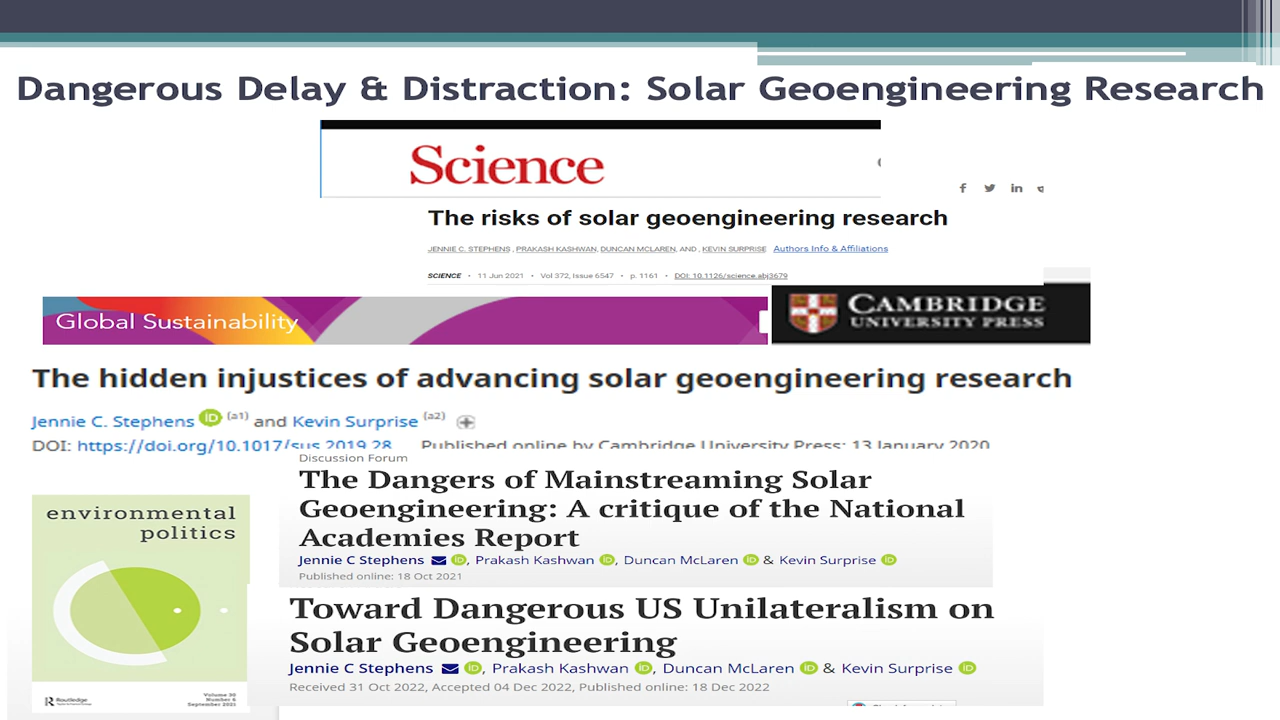 Dangerous Delay & Distraction: Solar Geoengineering Research
Science
The risks of solar geoengineering research
JENNIE C. STEPHENS, PRAKASH KASHWAN, DUNCAN MCLAREN, AND, KEVIN SURPRISE Authors Info & Affiliations
SCIENCE • 11 Jun 2021 • Vol 372, Issue 6547 • p. 1161 • DOI: 10.1126/science.abj3679
Global Sustainability
CAMBRIDGE
UNIVERSITY PRESS
The hidden injustices of advancing solar geoengineering research
Jennie C. Stephens (a1) and Kevin Surprise (a2)
DOI: https://doi.org/10.1017/sus.2019.28 Published online by Cambridge University Press: 13 January 2020
Discussion Forum
The Dangers of Mainstreaming Solar
Geoengineering: A critique of the National
Academies Report
Jennie C Stephens, Prakash Kashwan, Duncan McLaren & Kevin Surprise
Published online: 18 Oct 2021
environmental
politics
Routledge
Volume 30
Number 6
September 2021
Toward Dangerous US Unilateralism on
Solar Geoengineering
Jennie C Stephens, Prakash Kashwan, Duncan McLaren & Kevin Surprise
Received 31 Oct 2022, Accepted 04 Dec 2022, Published online: 18 Dec 2022